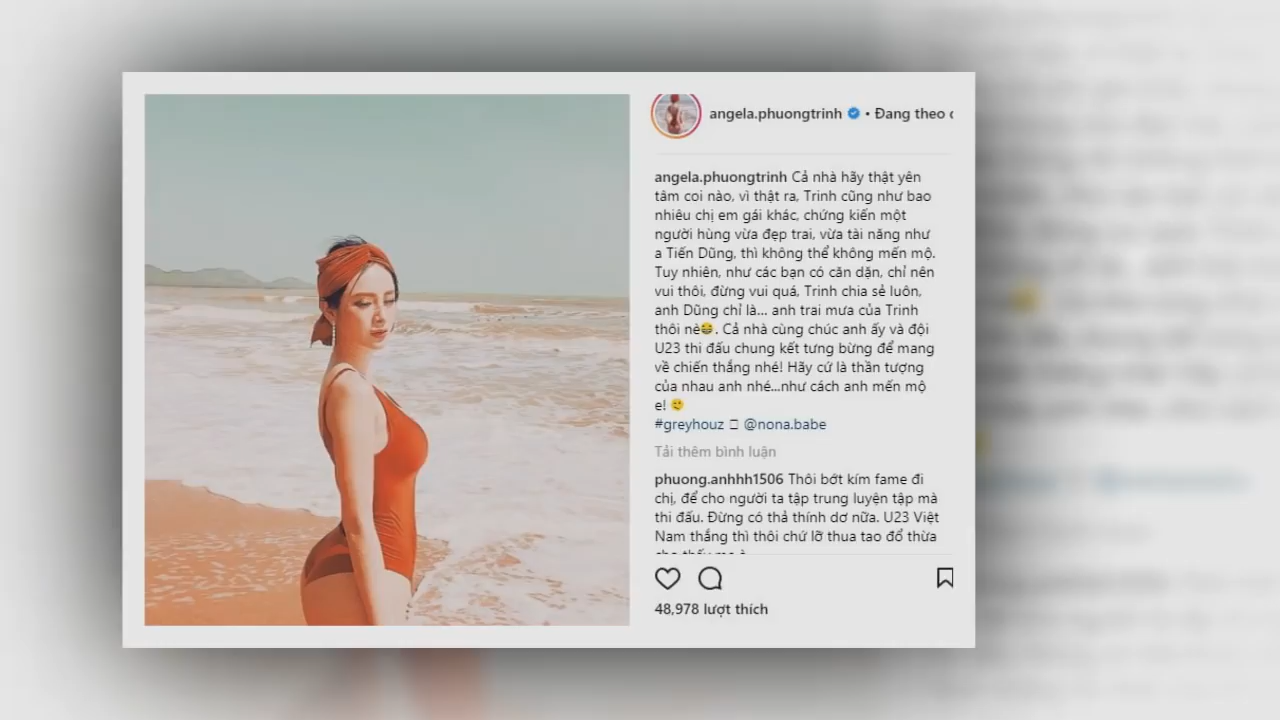 angela.phuongtrinh • Đang theo
angela.phuongtrinh Cả nhà hãy thật yên
tâm coi nào, vì thật ra, Trinh cũng như bao
nhiêu chị em gái khác, chứng kiến một
người hùng vừa đẹp trai, vừa tài năng như
a Tiến Dũng, thì không thể không mến mộ.
Tuy nhiên, như các bạn có căn dặn, chỉ nên
vui thôi, đừng vui quá, Trinh chia sẻ luôn,
anh Dũng chỉ là... anh trai mưa của Trinh
thôi nè😂. Cả nhà cùng chúc anh ấy và đội
U23 thi đấu chung kết tưng bừng để mang
về chiến thắng nhé! Hãy cứ là thần tượng
của nhau anh nhé...như cách anh mến mộ
e! 😜
#greyhouz @nona.babe
Tải thêm bình luận
phuong.anhhh1506 Thôi bớt kím fame đi
chị, để cho người ta tập trung luyện tập mà
thi đấu. Đừng có thả thính dơ nữa. U23 Việt
Nam thắng thì thôi chứ lỡ thua tao đổ thừa
48,978 lượt thích